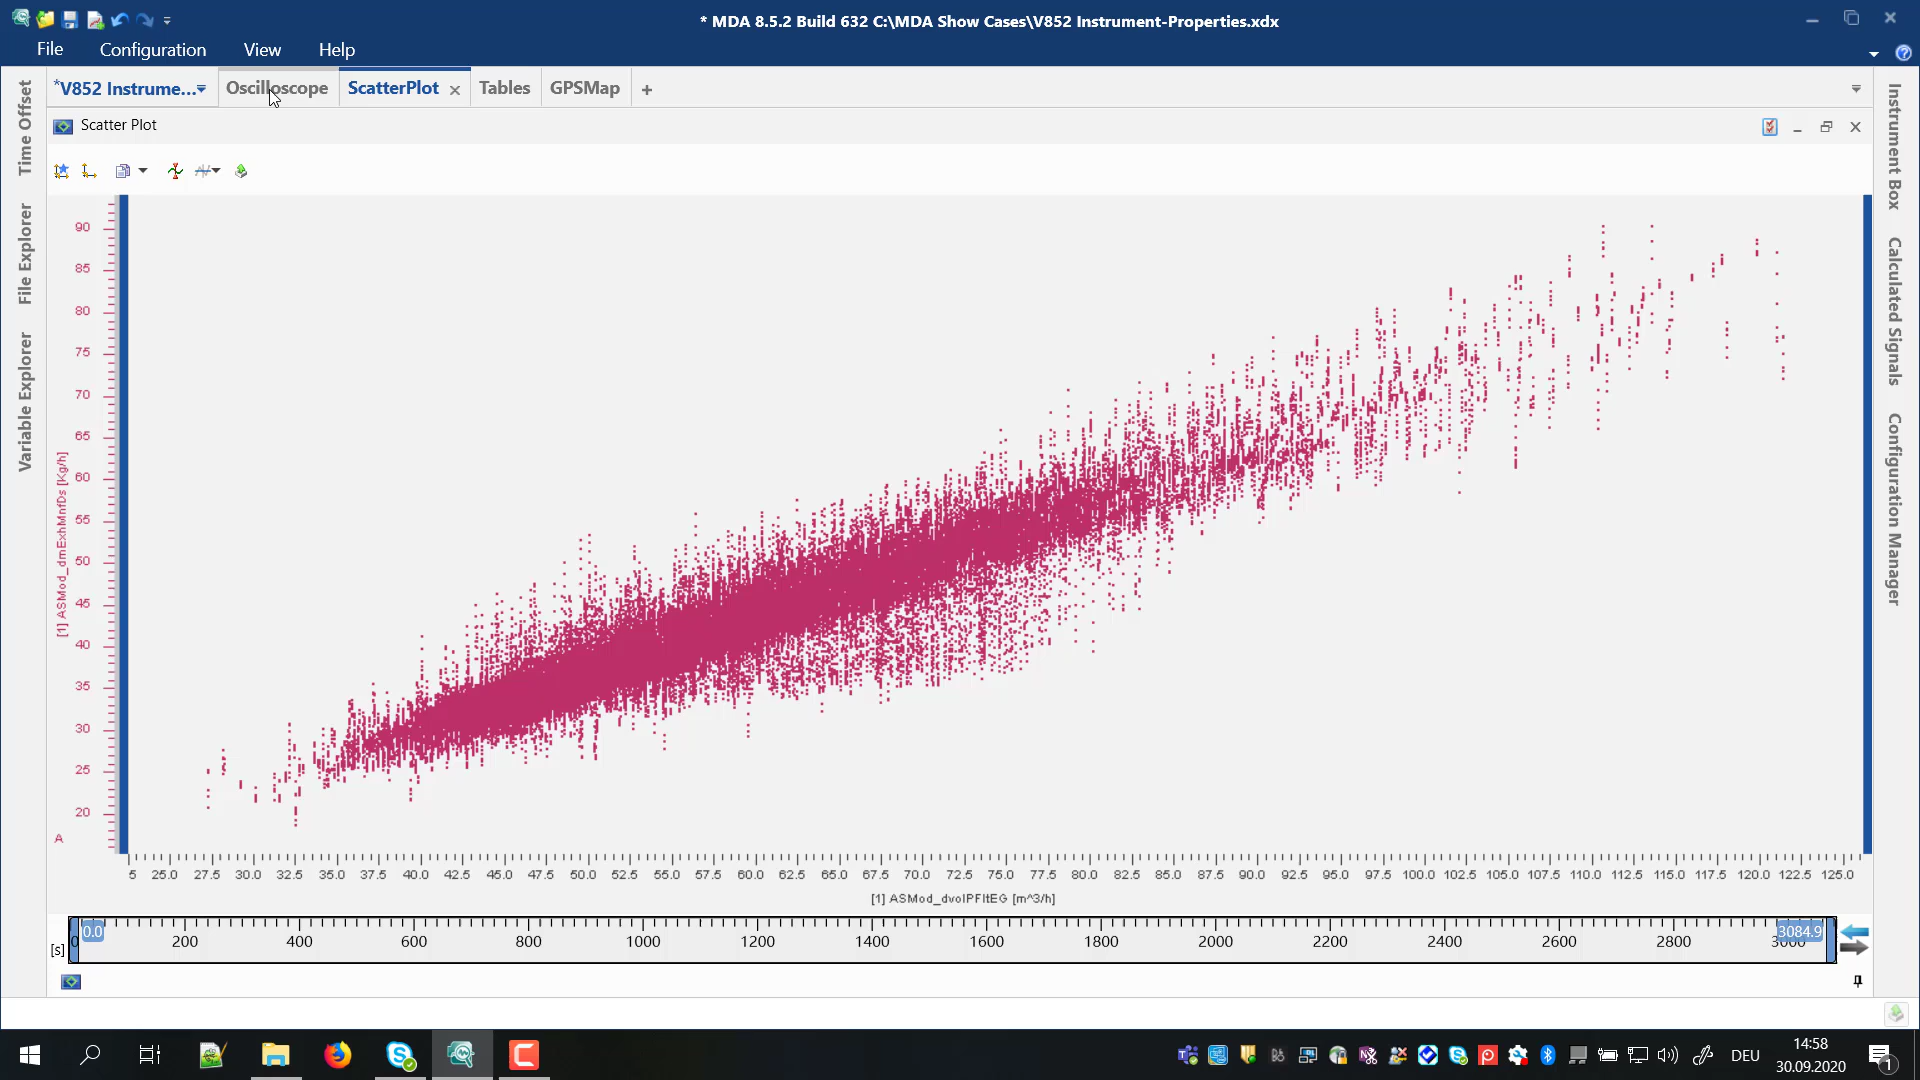 * MDA 8.5.2 Build 632 C:\MDA Show Cases\V852 Instrument-Properties.xdx
File Configuration View Help
*V852 Instrume... Oscilloscope ScatterPlot Tables GPSMap +
Scatter Plot
Time Offset
File Explorer
Variable Explorer
Instrument Box
Calculated Signals
Configuration Manager
90
85
80
75
70
65
60
55
50
45
40
35
30
25
20
[1] ASMod_dmExhMnfDs [Kg/h]
A
5 25.0 27.5 30.0 32.5 35.0 37.5 40.0 42.5 45.0 47.5 50.0 52.5 55.0 57.5 60.0 62.5 65.0 67.5 70.0 72.5 75.0 77.5 80.0 82.5 85.0 87.5 90.0 92.5 95.0 97.5 100.0 102.5 105.0 107.5 110.0 112.5 115.0 117.5 120.0 122.5 125.0
[1] ASMod_dvolPFltEG [m^3/h]
0.0 3084.9
[s] 0 200 400 600 800 1000 1200 1400 1600 1800 2000 2200 2400 2600 2800 3000
DEU
14:58
30.09.2020
1